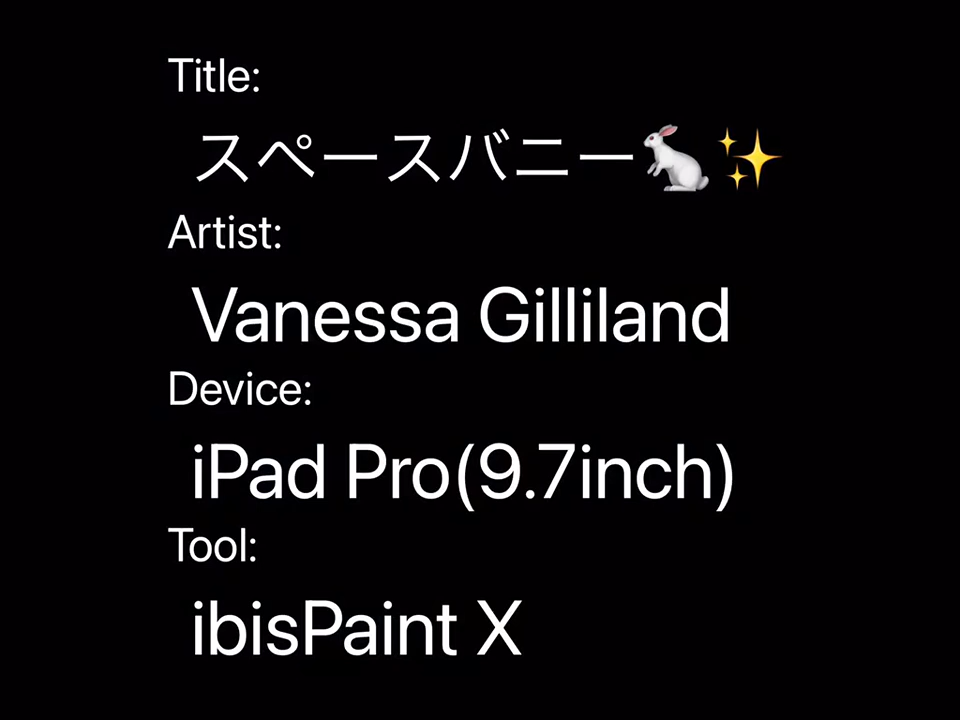 Title:
スペースバニー🐇✨
Artist:
Vanessa Gilliland
Device:
iPad Pro(9.7inch)
Tool:
ibisPaint X